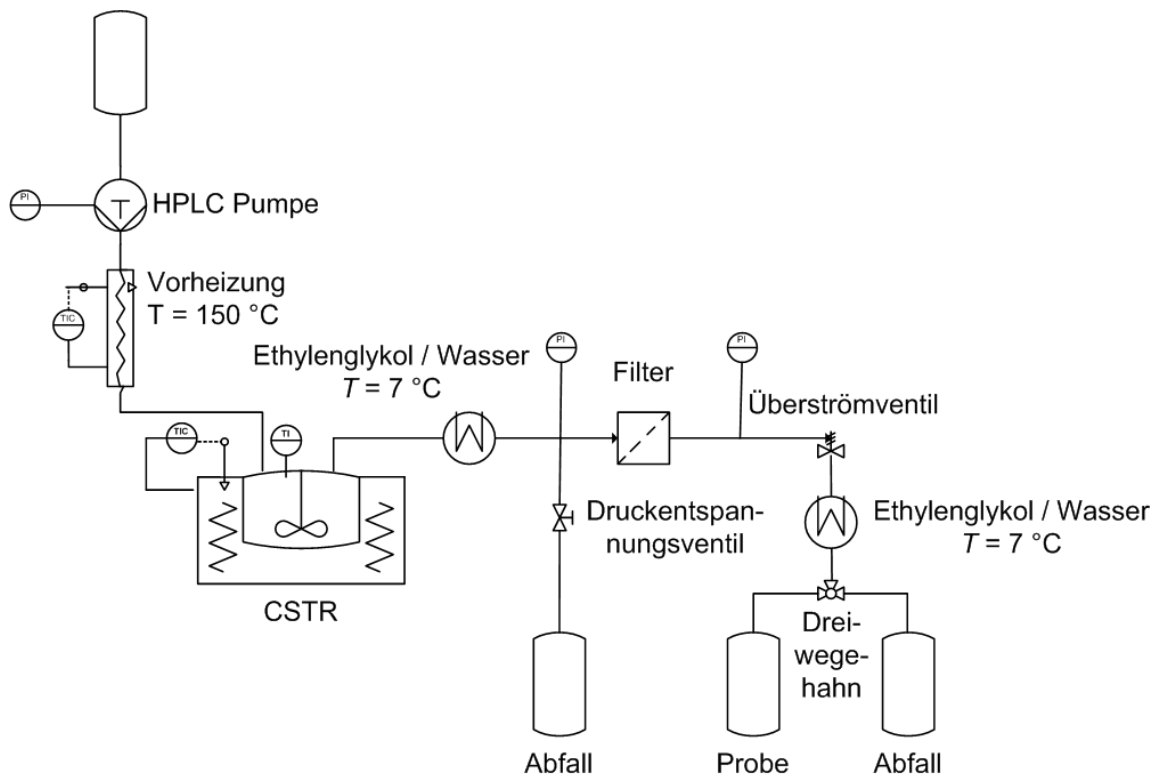 PI
HPLC Pumpe
Vorheizung
T = 150 °C
TIC
Ethylenglykol / Wasser
T = 7 °C
PI
Filter
PI
Überströmventil
TIC
TI
Druckentspan-
nungsventil
Ethylenglykol / Wasser
T = 7 °C
CSTR
Drei-
wege-
hahn
Abfall
Probe
Abfall